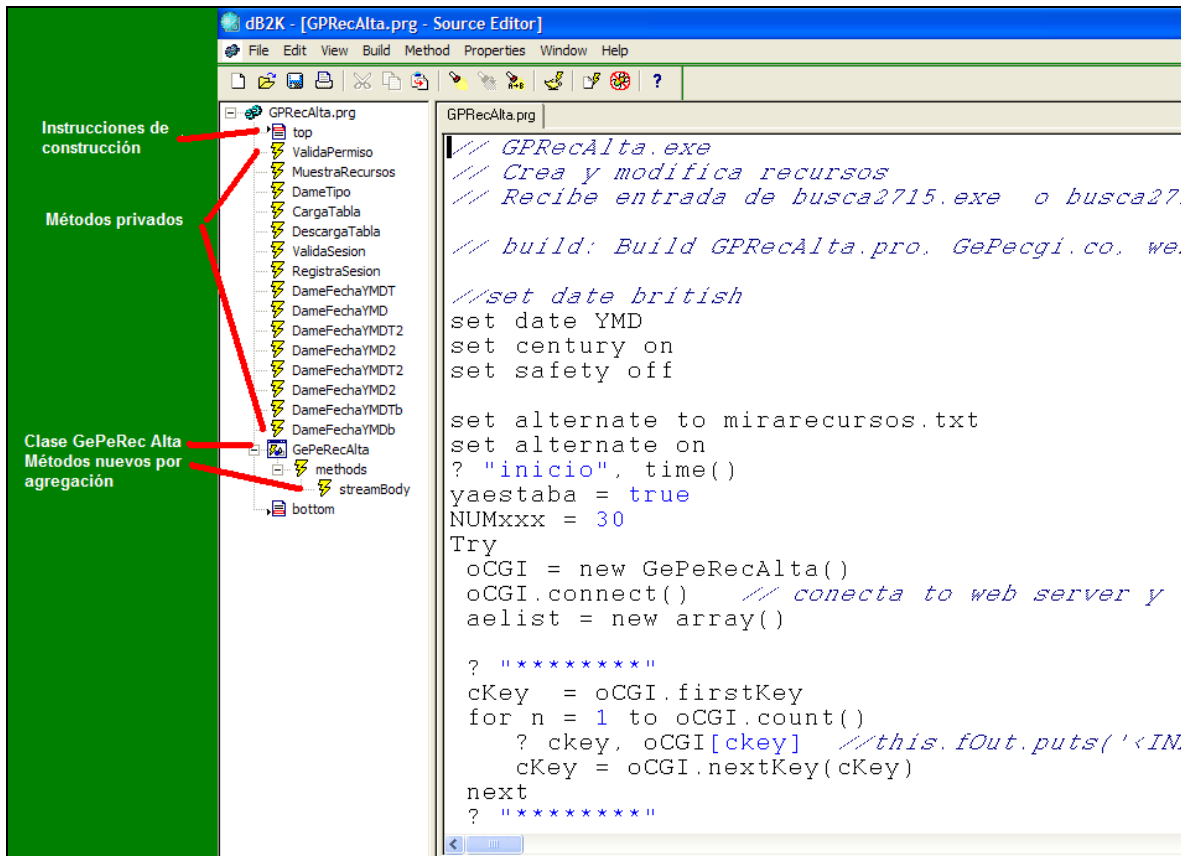 dB2K - [GPRecAlta.prg - Source Editor]
File Edit View Build Method Properties Window Help
Instrucciones de
construcción
Métodos privados
Clase GePeRec Alta
Métodos nuevos por
agregación
GPRecAlta.prg
top
ValidaPermiso
MuestraRecursos
DameTipo
CargaTabla
DescargaTabla
ValidaSesion
RegistraSesion
DameFechaYMDT
DameFechaYMD
DameFechaYMDT2
DameFechaYMD2
DameFechaYMDT2
DameFechaYMD2
DameFechaYMDTb
DameFechaYMDb
GePeRecAlta
methods
streamBody
bottom
GPRecAlta.prg
// GPRecAlta.exe
// Crea y modifica recursos
// Recibe entrada de busca2715.exe o busca27
// build: Build GPRecAlta.pro, GePecgi.co, we
//set date british
set date YMD
set century on
set safety off
set alternate to mirarecursos.txt
set alternate on
? "inicio", time()
yaestaba = true
NUMxxx = 30
Try
oCGI = new GePeRecAlta()
oCGI.connect() // conecta to web server y
aelist = new array()
? "********"
cKey = oCGI.firstKey
for n = 1 to oCGI.count()
? ckey, oCGI[ckey] //this.fOut.puts('<IN
cKey = oCGI.nextKey(cKey)
next
? "********"